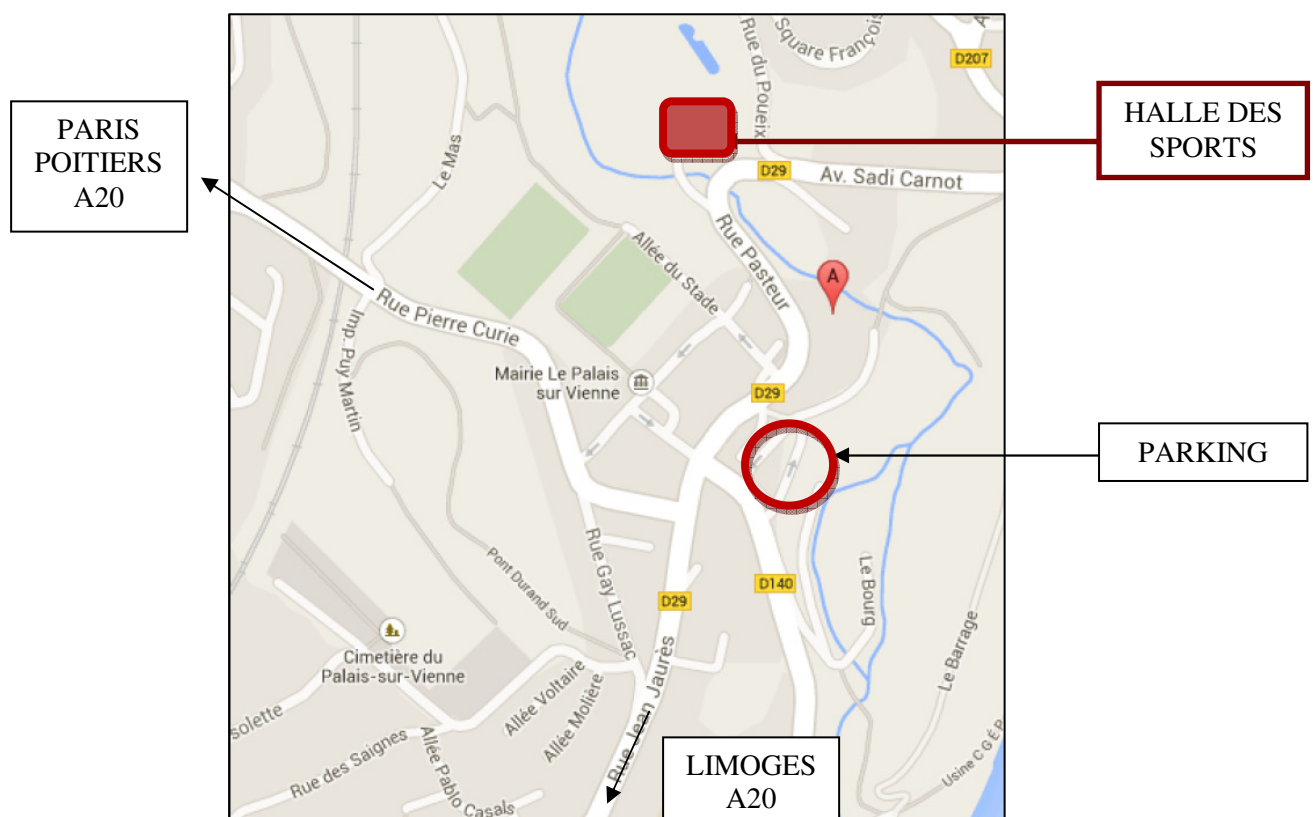 Square François
D207
Rue du Poueix
HALLE DES
SPORTS
PARIS
POITIERS
A20
Le Mas
D29
Av. Sadi Carnot
Rue Pasteur
Allée du Stade
A
Rue Pierre Curie
Imp. Puy Martin
Mairie Le Palais
sur Vienne
D29
PARKING
Rue Gay Lussac
Pont Durand Sud
D29
D140
Le Bourg
Le Barrage
Cimetière du
Palais-sur-Vienne
Allée Voltaire
Allée Molière
Rue Jean Jaurès
solette
Rue des Saignes
Allée Pablo Casals
LIMOGES
A20
Usine C G É P